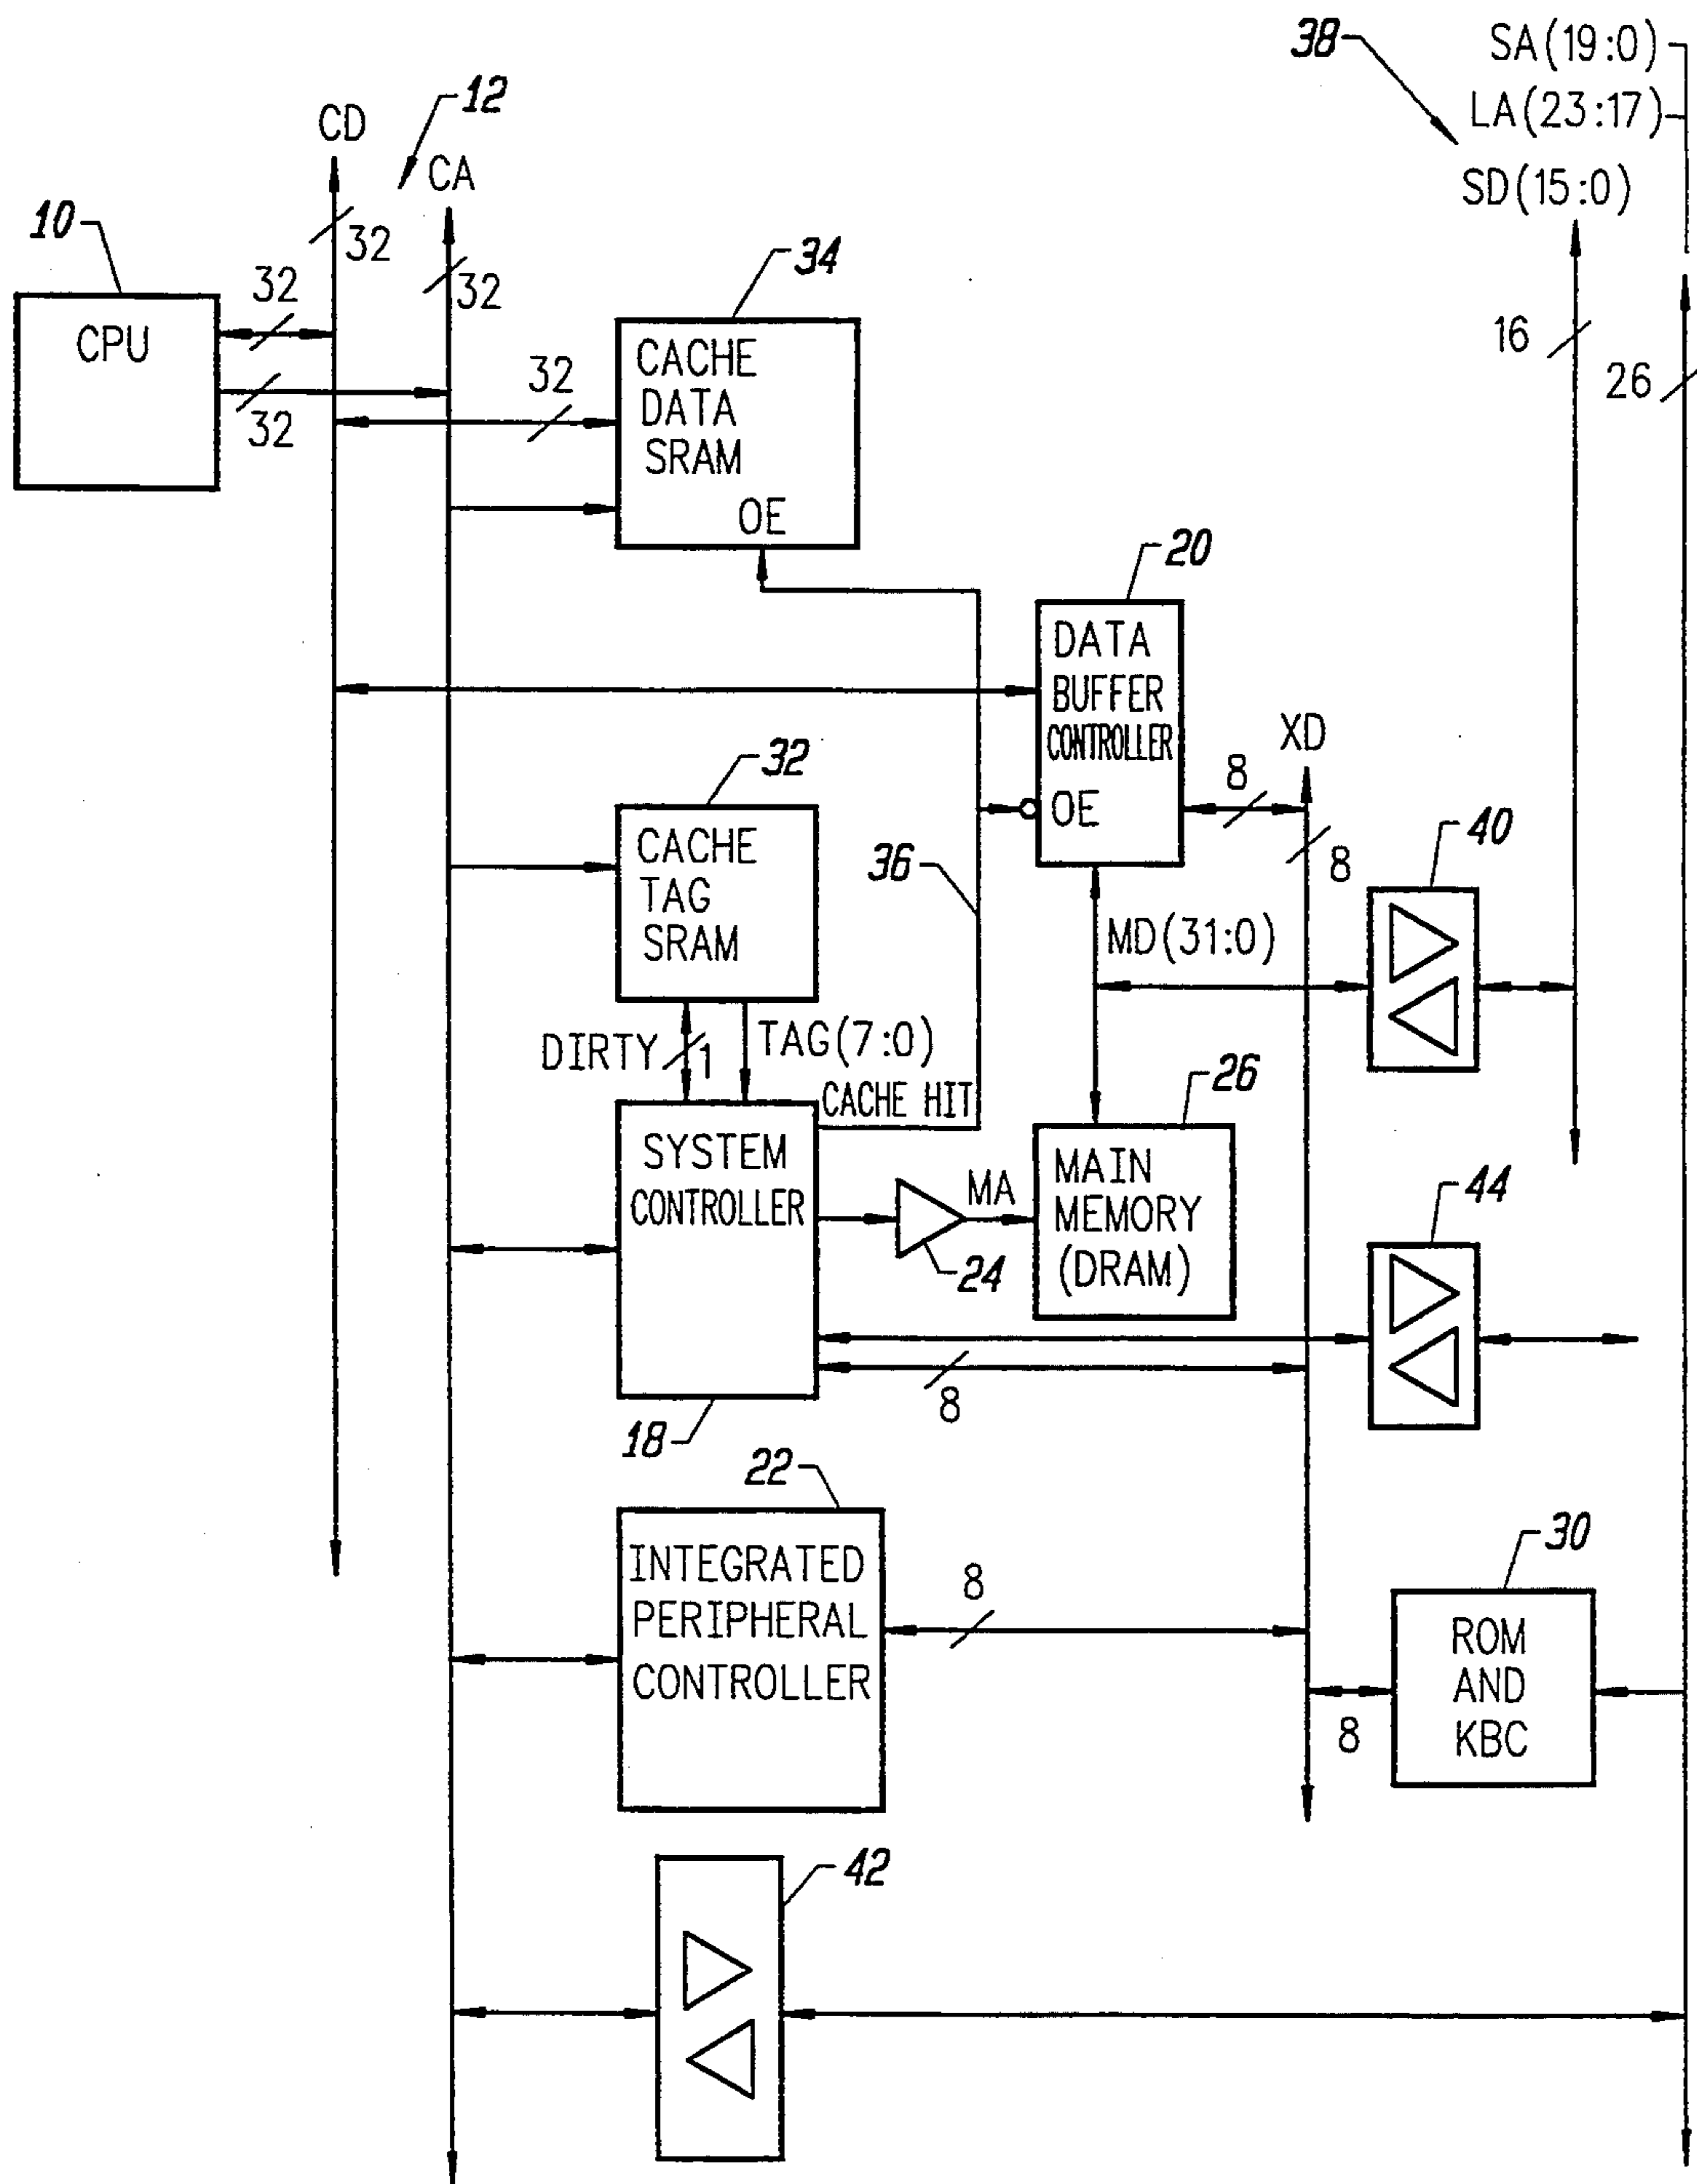 38
SA(19:0)
LA(23:17)
SD(15:0)
12
CD
CA
10
32
32
32
32
CPU
32
34
CACHE
DATA
SRAM
OE
16
26
20
DATA
BUFFER
CONTROLLER
OE
XD
8
8
32
CACHE
TAG
SRAM
36
40
MD(31:0)
DIRTY
1
TAG(7:0)
CACHE HIT
26
SYSTEM
CONTROLLER
MA
24
MAIN
MEMORY
(DRAM)
44
8
18
22
INTEGRATED
PERIPHERAL
CONTROLLER
8
30
ROM
AND
KBC
8
42